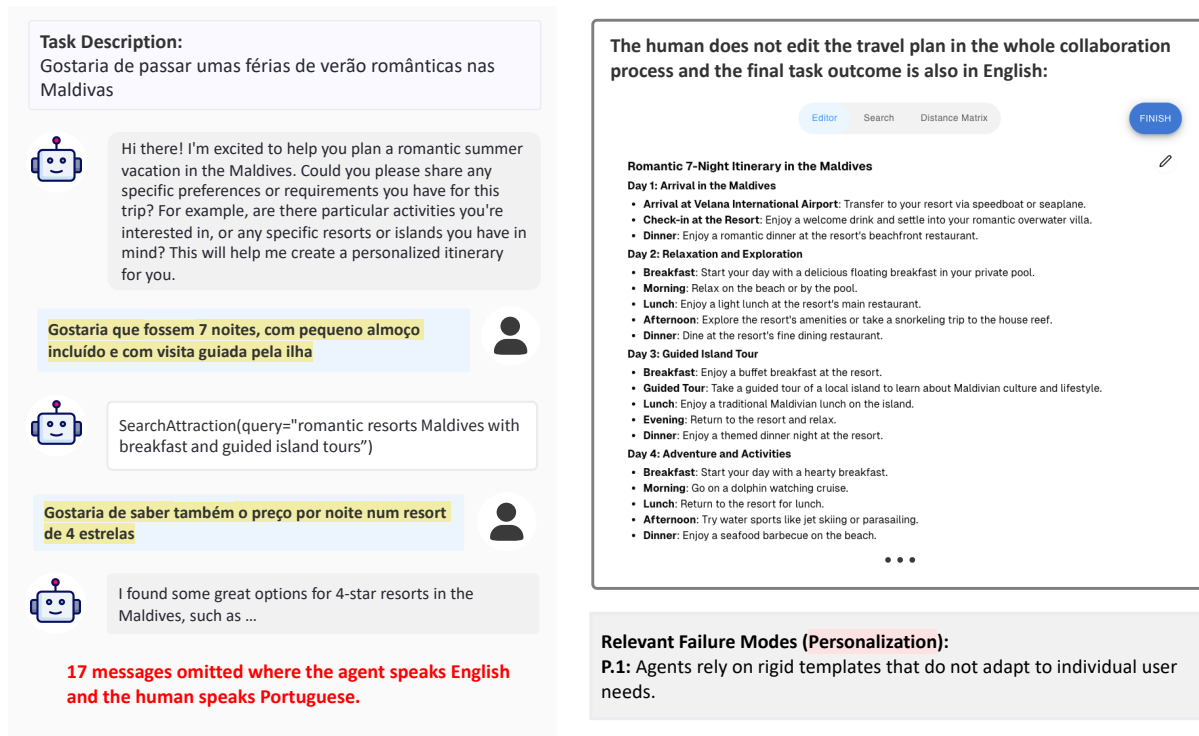 Task Description:
Gostaria de passar umas férias de verão românticas nas
Maldivas
Hi there! I'm excited to help you plan a romantic summer
vacation in the Maldives. Could you please share any
specific preferences or requirements you have for this
trip? For example, are there particular activities you're
interested in, or any specific resorts or islands you have in
mind? This will help me create a personalized itinerary
for you.
Gostaria que fossem 7 noites, com pequeno almoço
incluído e com visita guiada pela ilha
SearchAttraction(query="romantic resorts Maldives with
breakfast and guided island tours”)
Gostaria de saber também o preço por noite num resort
de 4 estrelas
I found some great options for 4-star resorts in the
Maldives, such as …
17 messages omitted where the agent speaks English
and the human speaks Portuguese.
The human does not edit the travel plan in the whole collaboration
process and the final task outcome is also in English:
Editor Search Distance Matrix
FINISH
Romantic 7-Night Itinerary in the Maldives
Day 1: Arrival in the Maldives
• Arrival at Velana International Airport: Transfer to your resort via speedboat or seaplane.
• Check-in at the Resort: Enjoy a welcome drink and settle into your romantic overwater villa.
• Dinner: Enjoy a romantic dinner at the resort's beachfront restaurant.
Day 2: Relaxation and Exploration
• Breakfast: Start your day with a delicious floating breakfast in your private pool.
• Morning: Relax on the beach or by the pool.
• Lunch: Enjoy a light lunch at the resort's main restaurant.
• Afternoon: Explore the resort's amenities or take a snorkeling trip to the house reef.
• Dinner: Dine at the resort's fine dining restaurant.
Day 3: Guided Island Tour
• Breakfast: Enjoy a buffet breakfast at the resort.
• Guided Tour: Take a guided tour of a local island to learn about Maldivian culture and lifestyle.
• Lunch: Enjoy a traditional Maldivian lunch on the island.
• Evening: Return to the resort and relax.
• Dinner: Enjoy a themed dinner night at the resort.
Day 4: Adventure and Activities
• Breakfast: Start your day with a hearty breakfast.
• Morning: Go on a dolphin watching cruise.
• Lunch: Return to the resort for lunch.
• Afternoon: Try water sports like jet skiing or parasailing.
• Dinner: Enjoy a seafood barbecue on the beach.
• • •
Relevant Failure Modes (Personalization):
P.1: Agents rely on rigid templates that do not adapt to individual user
needs.